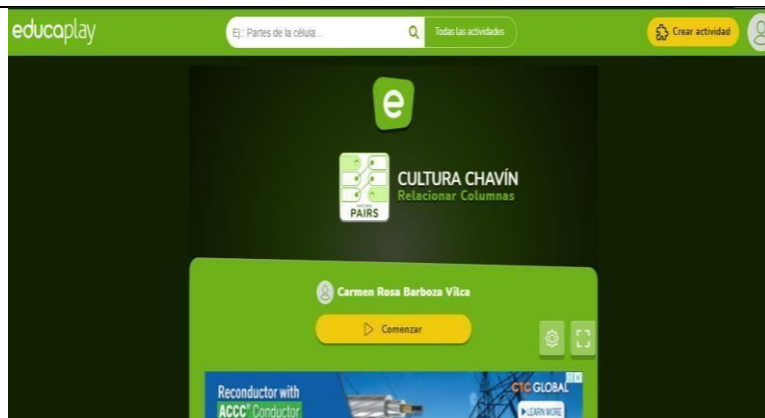 educaplay
Ej.: Partes de la célula...
Todas las actividades
Crear actividad
e
CULTURA CHAVÍN
Relacionar Columnas
PAIRS
Carmen Rosa Barboza Vilca
Comenzar
Reconductor with
ACCC® Conductor
CTC GLOBAL
LEARN MORE